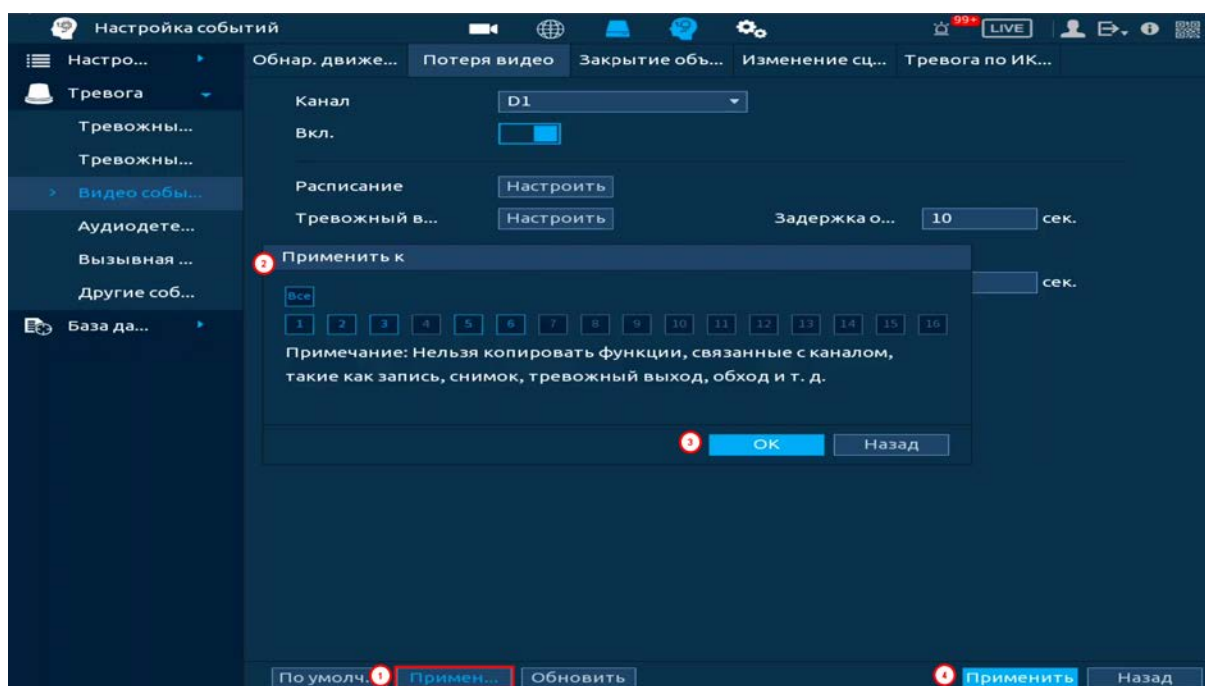 Настройка событий 99+ LIVE
Настро... Обнар. движе... Потеря видео Закрытие объ... Изменение сц... Тревога по ИК...
Тревога
Канал D1
Тревожны...
Вкл.
Тревожны...
Видео собы...
Расписание Настроить
Аудиодете...
Тревожный в... Настроить Задержка о... 10 сек.
Вызывная ...
2 Применить к
Другие соб...
сек.
Все
База да...
1 2 3 4 5 6 7 8 9 10 11 12 13 14 15 16
Примечание: Нельзя копировать функции, связанные с каналом,
такие как запись, снимок, тревожный выход, обход и т. д.
3 OK Назад
По умолч. 1 Примен... Обновить 4 Применить Назад